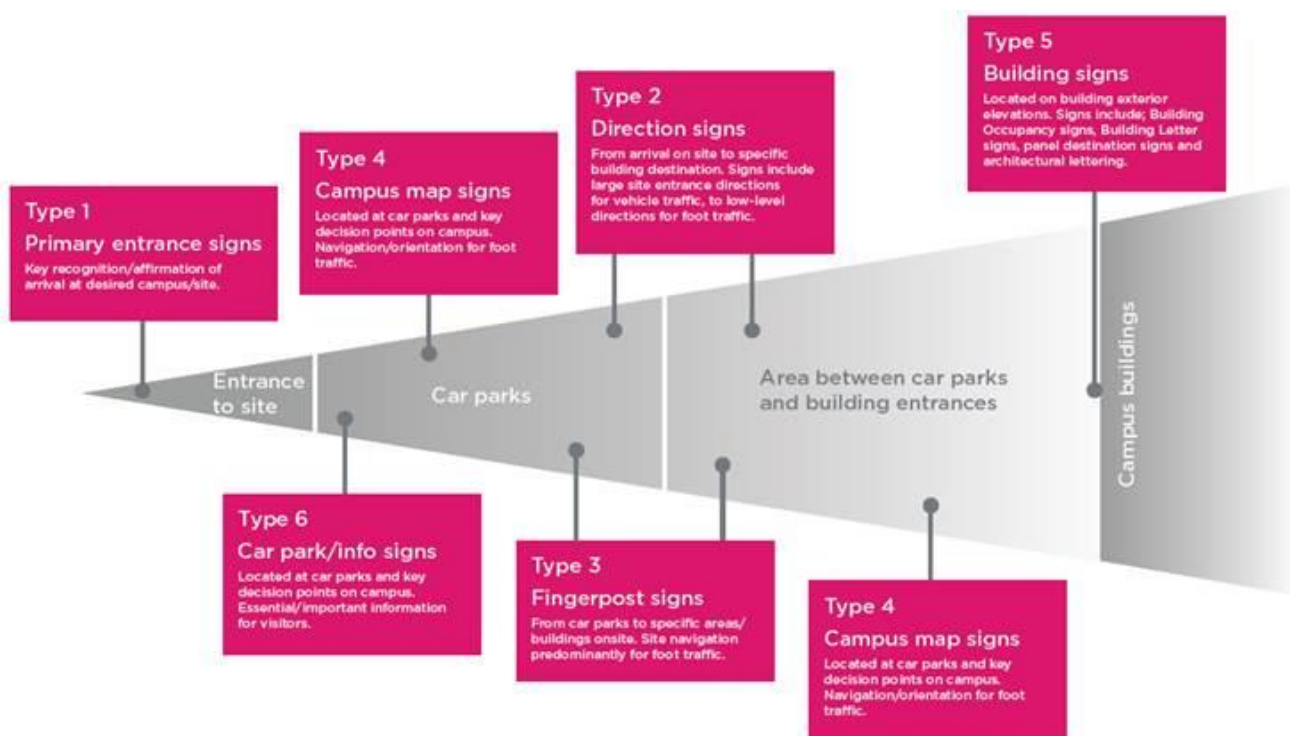 Type 1
Primary entrance signs
Key recognition/affirmation of
arrival at desired campus/site.
Type 4
Campus map signs
Located at car parks and key
decision points on campus.
Navigation/orientation for foot
traffic.
Type 2
Direction signs
From arrival on site to specific
building destination. Signs include
large site entrance directions
for vehicle traffic, to low-level
directions for foot traffic.
Type 5
Building signs
Located on building exterior
elevations. Signs include; Building
Occupancy signs, Building Letter
signs, panel destination signs and
architectural lettering.
Entrance
to site
Car parks
Area between car parks
and building entrances
Campus buildings
Type 6
Car park/info signs
Located at car parks and key
decision points on campus.
Essential/important information
for visitors.
Type 3
Fingerpost signs
From car parks to specific areas/
buildings onsite. Site navigation
predominantly for foot traffic.
Type 4
Campus map signs
Located at car parks and key
decision points on campus.
Navigation/orientation for foot
traffic.